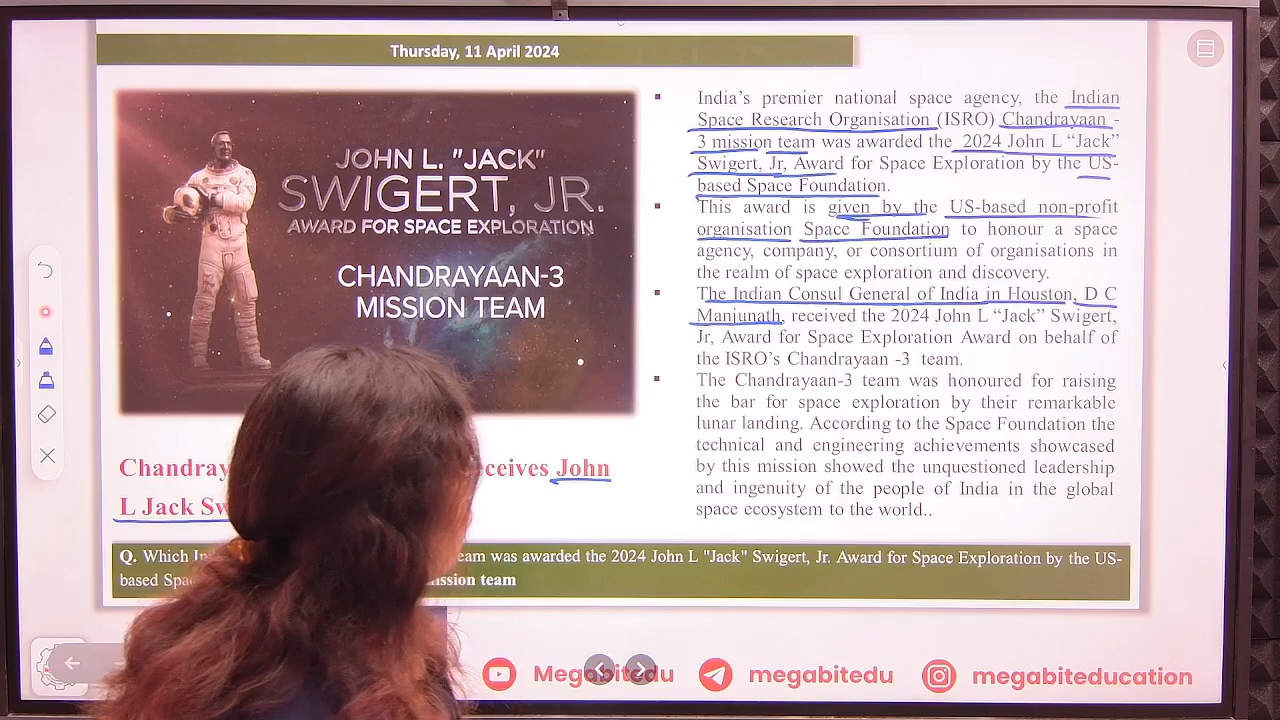 Thursday, 11 April 2024
JOHN L. "JACK"
SWIGERT, JR.
AWARD FOR SPACE EXPLORATION
CHANDRAYAAN-3
MISSION TEAM
John
L Jack
India's premier national space agency, the Indian
Space Research Organisation (ISRO) Chandrayaan -
3 mission team was awarded the 2024 John L “Jack”
Swigert, Jr, Award for Space Exploration by the US-
based Space Foundation.
This award is given by the US-based non-profit
organisation Space Foundation to honour a space
agency, company, or consortium of organisations in
the realm of space exploration and discovery.
The Indian Consul General of India in Houston, D C
Manjunath, received the 2024 John L “Jack” Swigert,
Jr, Award for Space Exploration Award on behalf of
the ISRO's Chandrayaan -3 team.
The Chandrayaan-3 team was honoured for raising
the bar for space exploration by their remarkable
lunar landing. According to the Space Foundation the
technical and engineering achievements showcased
by this mission showed the unquestioned leadership
and ingenuity of the people of India in the global
space ecosystem to the world..
Q. Which was awarded the 2024 John L "Jack" Swigert, Jr. Award for Space Exploration by the US-
based team
megabitedu
megabiteducation